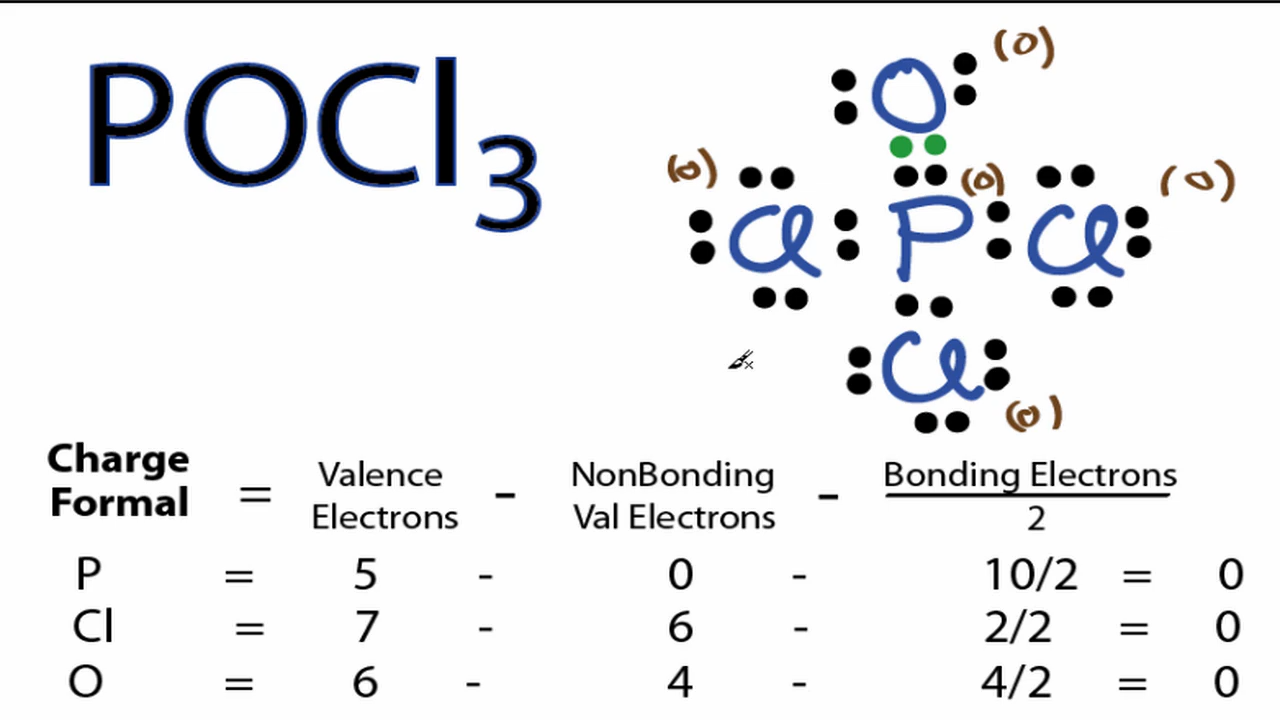 POCl3
O (0)
(0) (0) (0)
Cl P Cl
Cl
(0)
Charge Formal = Valence Electrons - NonBonding Val Electrons - Bonding Electrons 2
P = 5 - 0 - 10/2 = 0
Cl = 7 - 6 - 2/2 = 0
O = 6 - 4 - 4/2 = 0